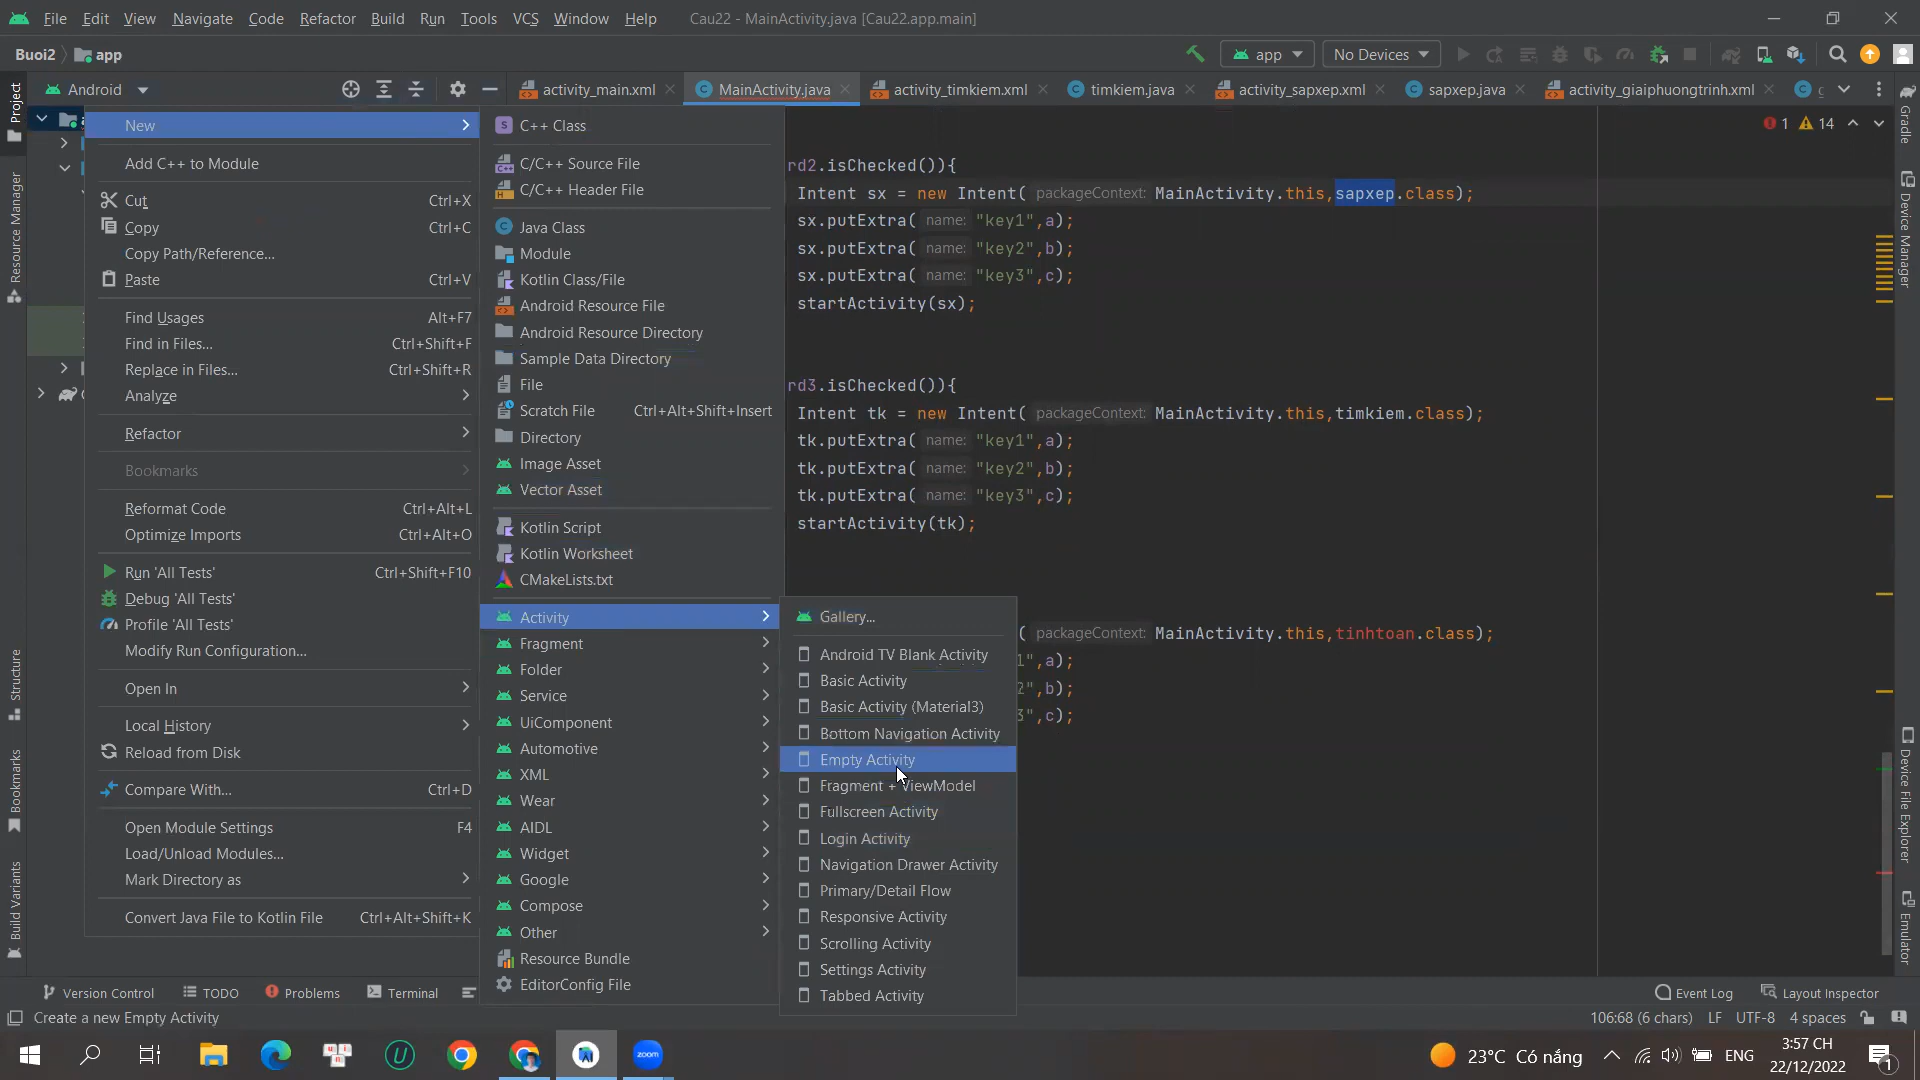 File Edit View Navigate Code Refactor Build Run Tools VCS Window Help Cau22 - MainActivity.java [Cau22.app.main]
Buoi2 app app No Devices
Project Android activity_main.xml MainActivity.java activity_timkiem.xml timkiem.java activity_sapxep.xml sapxep.java activity_giaiphuongtrinh.xml Gradle
1 14
New
Add C++ to Module
Cut Ctrl+X
Copy Ctrl+C
Copy Path/Reference...
Paste Ctrl+V
Find Usages Alt+F7
Find in Files... Ctrl+Shift+F
Replace in Files... Ctrl+Shift+R
Analyze
Refactor
Bookmarks
Reformat Code Ctrl+Alt+L
Optimize Imports Ctrl+Alt+O
Run 'All Tests' Ctrl+Shift+F10
Debug 'All Tests'
Profile 'All Tests'
Modify Run Configuration...
Open In
Local History
Reload from Disk
Compare With... Ctrl+D
Open Module Settings F4
Load/Unload Modules...
Mark Directory as
Convert Java File to Kotlin File Ctrl+Alt+Shift+K
C++ Class
C/C++ Source File
C/C++ Header File
Java Class
Module
Kotlin Class/File
Android Resource File
Android Resource Directory
Sample Data Directory
File
Scratch File Ctrl+Alt+Shift+Insert
Directory
Image Asset
Vector Asset
Kotlin Script
Kotlin Worksheet
CMakeLists.txt
Activity
Fragment
Folder
Service
UiComponent
Automotive
XML
Wear
AIDL
Widget
Google
Compose
Other
Resource Bundle
EditorConfig File
Gallery...
Android TV Blank Activity
Basic Activity
Basic Activity (Material3)
Bottom Navigation Activity
Empty Activity
Fragment + ViewModel
Fullscreen Activity
Login Activity
Navigation Drawer Activity
Primary/Detail Flow
Responsive Activity
Scrolling Activity
Settings Activity
Tabbed Activity
rd2.isChecked()){
Intent sx = new Intent( packageContext: MainActivity.this,sapxep.class);
sx.putExtra( name: "key1",a);
sx.putExtra( name: "key2",b);
sx.putExtra( name: "key3",c);
startActivity(sx);
rd3.isChecked()){
Intent tk = new Intent( packageContext: MainActivity.this,timkiem.class);
tk.putExtra( name: "key1",a);
tk.putExtra( name: "key2",b);
tk.putExtra( name: "key3",c);
startActivity(tk);
( packageContext: MainActivity.this,tinhtoan.class);
1",a);
2",b);
3",c);
Resource Manager
Structure
Bookmarks
Build Variants
Device Manager
Device File Explorer
Emulator
Version Control TODO Problems Terminal Event Log Layout Inspector
Create a new Empty Activity 106:68 (6 chars) LF UTF-8 4 spaces
zoom 23°C Có nắng ENG 3:57 CH
22/12/2022
1